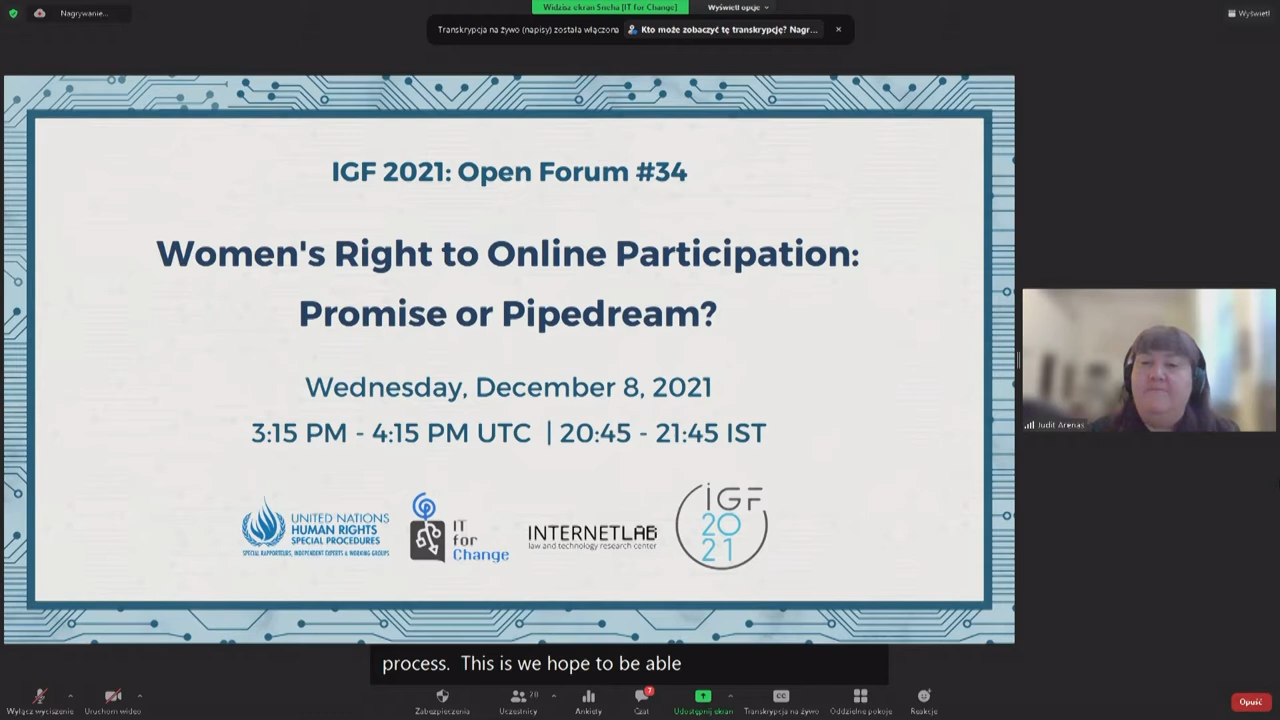 Nagrywanie...
Widzisz ekran Sneha [IT for Change]
Wyświetl opcje
Wyświetl
Transkrypcja na żywo (napisy) została włączona
Kto może zobaczyć tę transkrypcję? Nagr...
IGF 2021: Open Forum #34
Women's Right to Online Participation:
Promise or Pipedream?
Wednesday, December 8, 2021
3:15 PM - 4:15 PM UTC | 20:45 - 21:45 IST
UNITED NATIONS
HUMAN RIGHTS
SPECIAL PROCEDURES
SPECIAL RAPPORTEURS, INDEPENDENT EXPERTS & WORKING GROUPS
IT
for
Change
INTERNETLAB
law and technology research center
IGF
20
21
Judit Arenas
process. This is we hope to be able
Wyłącz wyciszenie
Uruchom wideo
Zabezpieczenia
Uczestnicy
Ankiety
7
Czat
Udostępnij ekran
CC
Transkrypcja na żywo
Oddzielne pokoje
Reakcje
Opuść